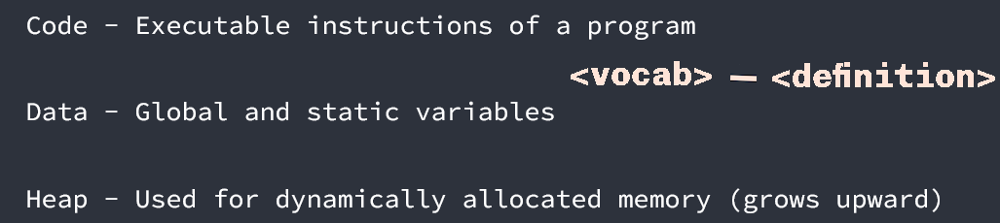 Code - Executable instructions of a program
<vocab> — <definition>
Data - Global and static variables
Heap - Used for dynamically allocated memory (grows upward)